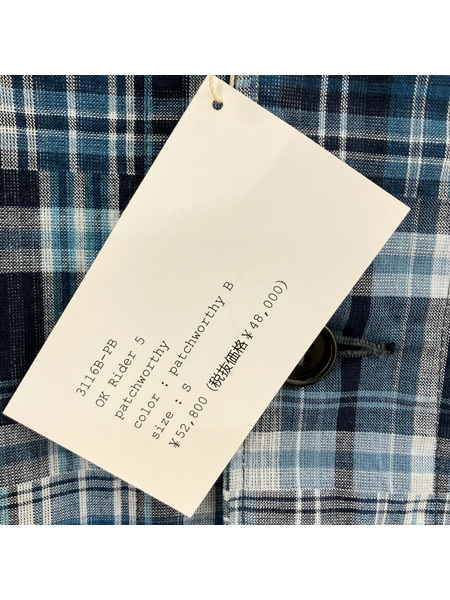 3116B-PB
OK Rider 5
patchworthy
color : patchworthy B
size : S
￥52,800 (税抜価格￥48,000)